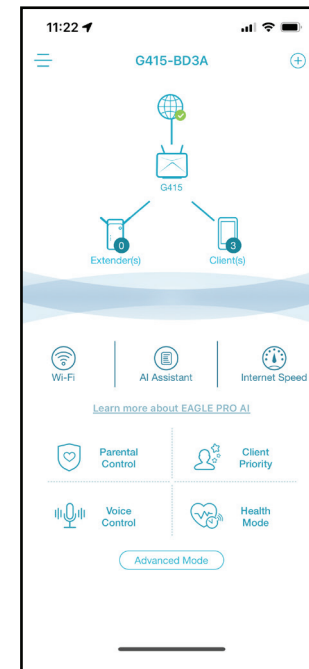 11:22
G415-BD3A
G415
0
3
Extender(s)
Client(s)
Wi-Fi
AI Assistant
Internet Speed
Learn more about EAGLE PRO AI
Parental
Control
Client
Priority
Voice
Control
Health
Mode
Advanced Mode